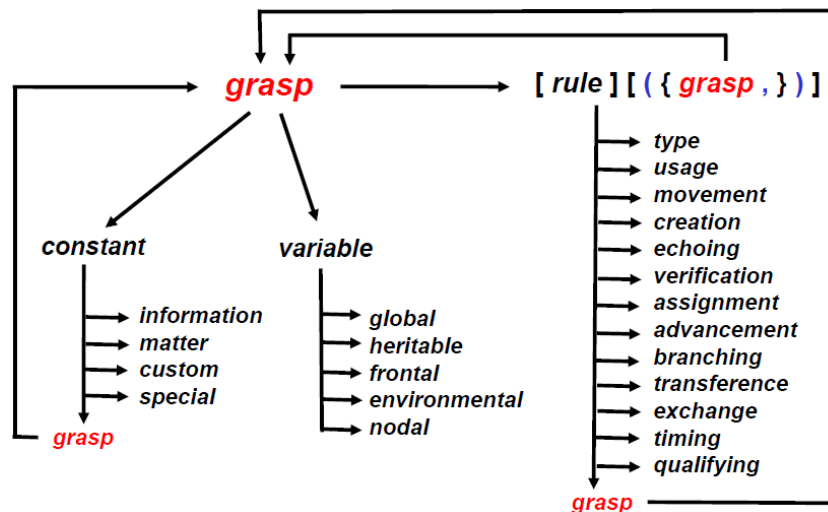 grasp
[ rule ] [ ( { grasp , } ) ]
constant
information
matter
custom
special
grasp
variable
global
heritable
frontal
environmental
nodal
type
usage
movement
creation
echoing
verification
assignment
advancement
branching
transference
exchange
timing
qualifying
grasp